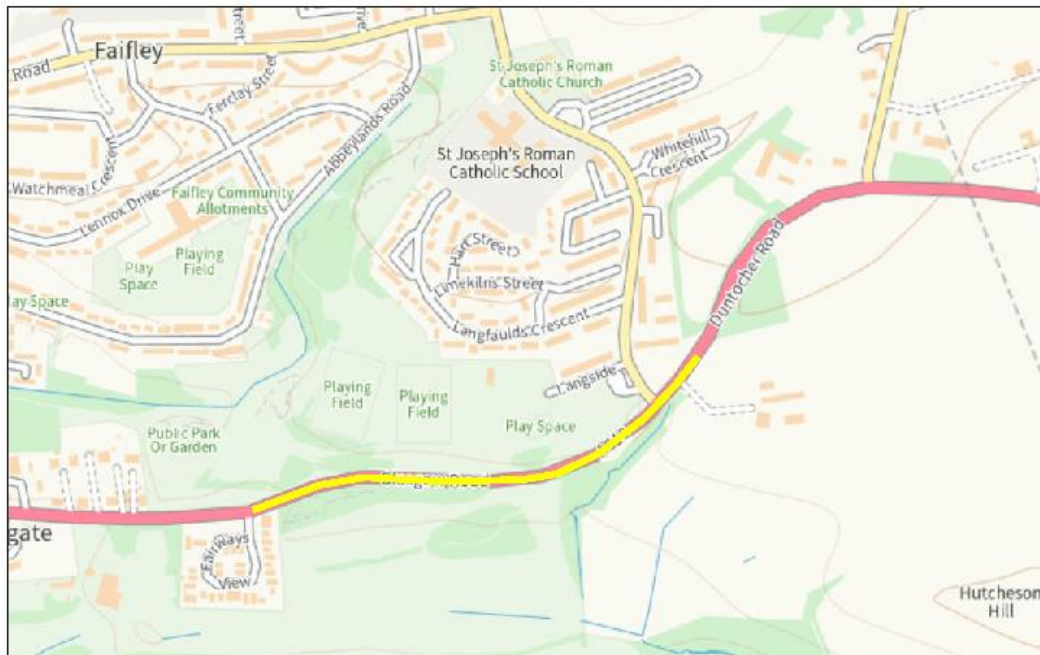 Faifley
Road
Ferclay Street
Abbeylands Road
St Joseph's Roman
Catholic Church
St Joseph's Roman
Catholic School
Whitehill
Crescent
Watchmeal Crescent
Lennox Drive
Faifley Community
Allotments
Playing
Field
Play
Space
lay Space
Hart Street
Limekilns Street
Langfaulds Crescent
Duntocher Road
Langside
Playing
Field
Playing
Field
Play Space
Public Park
Or Garden
gate
Fairways
View
Hutcheson
Hill